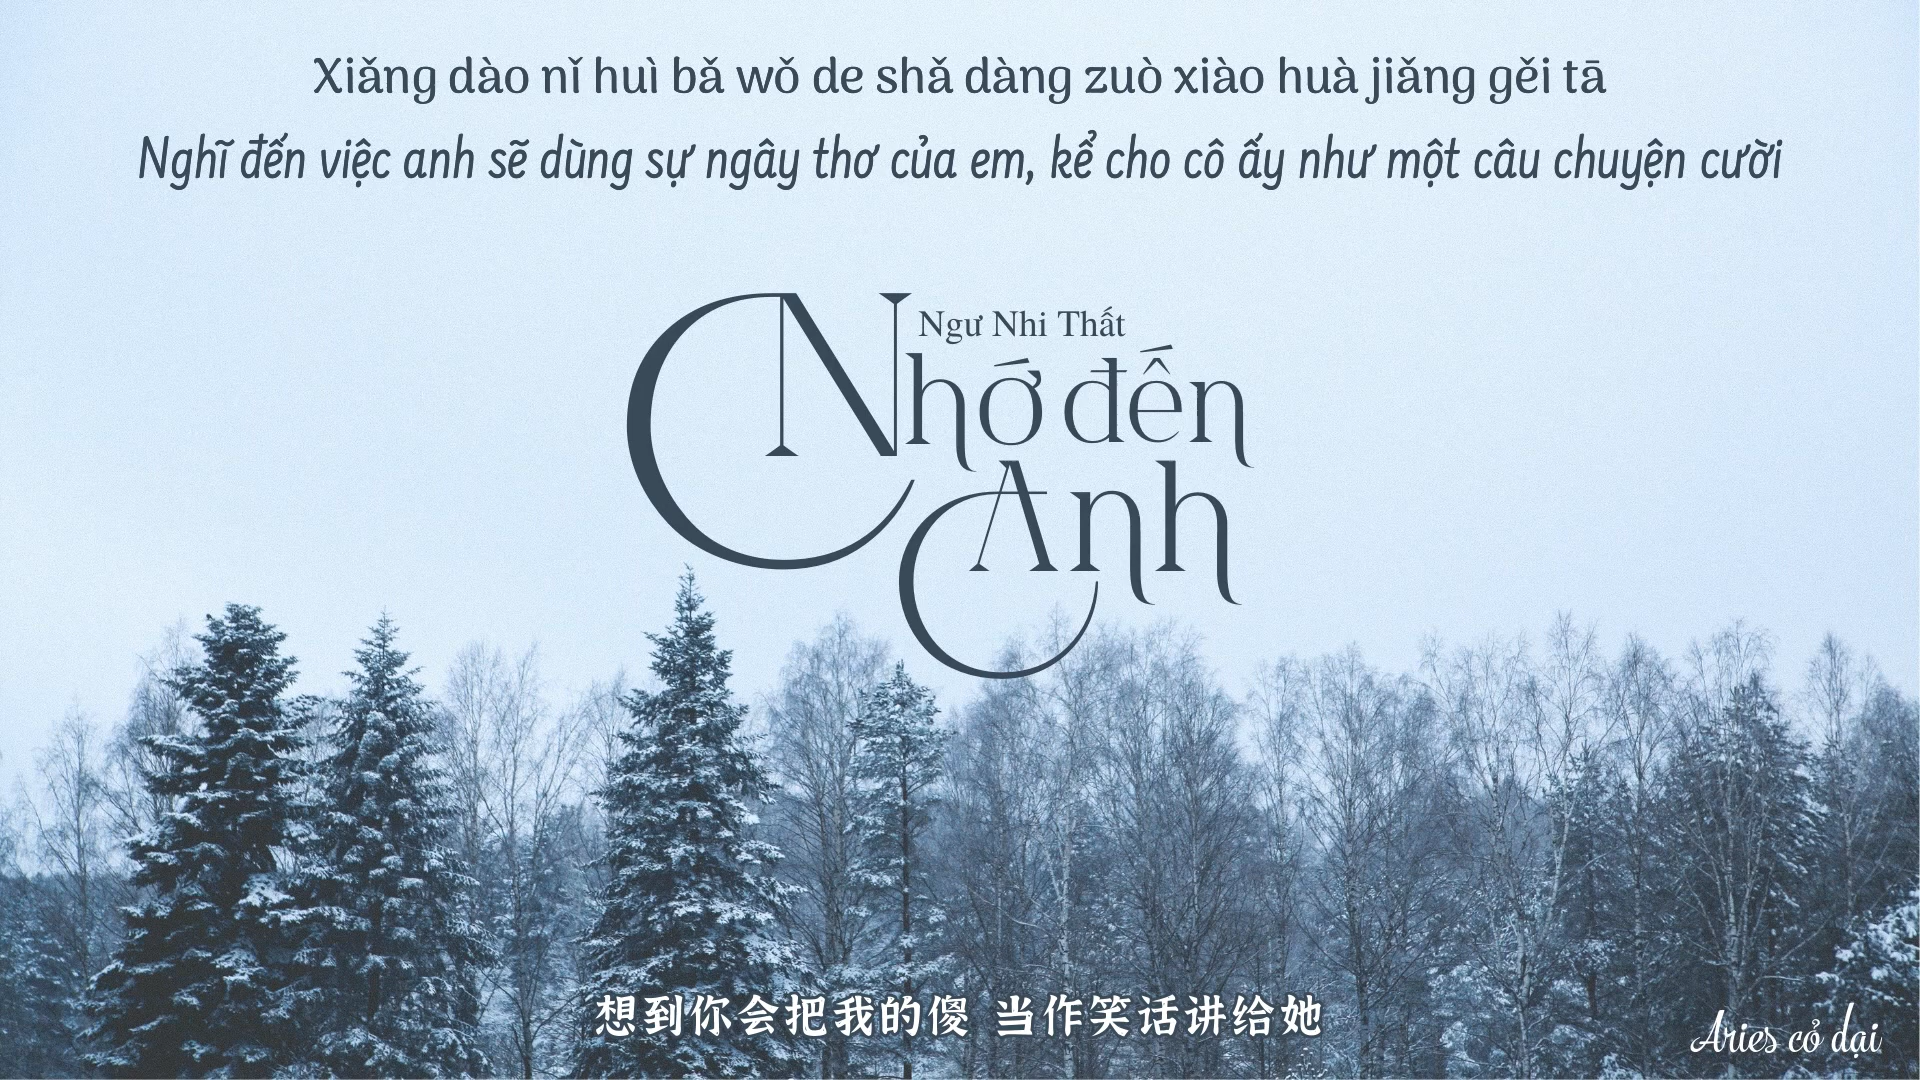 Xiǎng dào nǐ huì bǎ wǒ de shǎ dàng zuò xiào huà jiǎng gěi tā
Nghĩ đến việc anh sẽ dùng sự ngây thơ của em, kể cho cô ấy như một câu chuyện cười
Ngư Nhi Thất
Nhớ đến
Anh
想到你会把我的傻 当作笑话讲给她
Aries cỏ dại